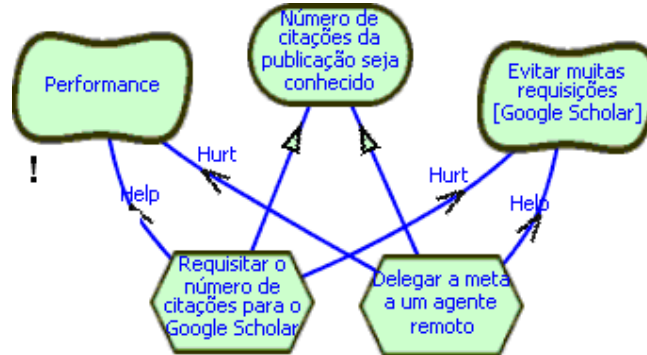 Número de
citações da
publicação seja
conhecido
Performance
Evitar muitas
requisições
[Google Scholar]
!
Hurt
Hurt
Help
Help
Requisitar o
número de
citações para o
Google Scholar
Delegar a meta
a um agente
remoto